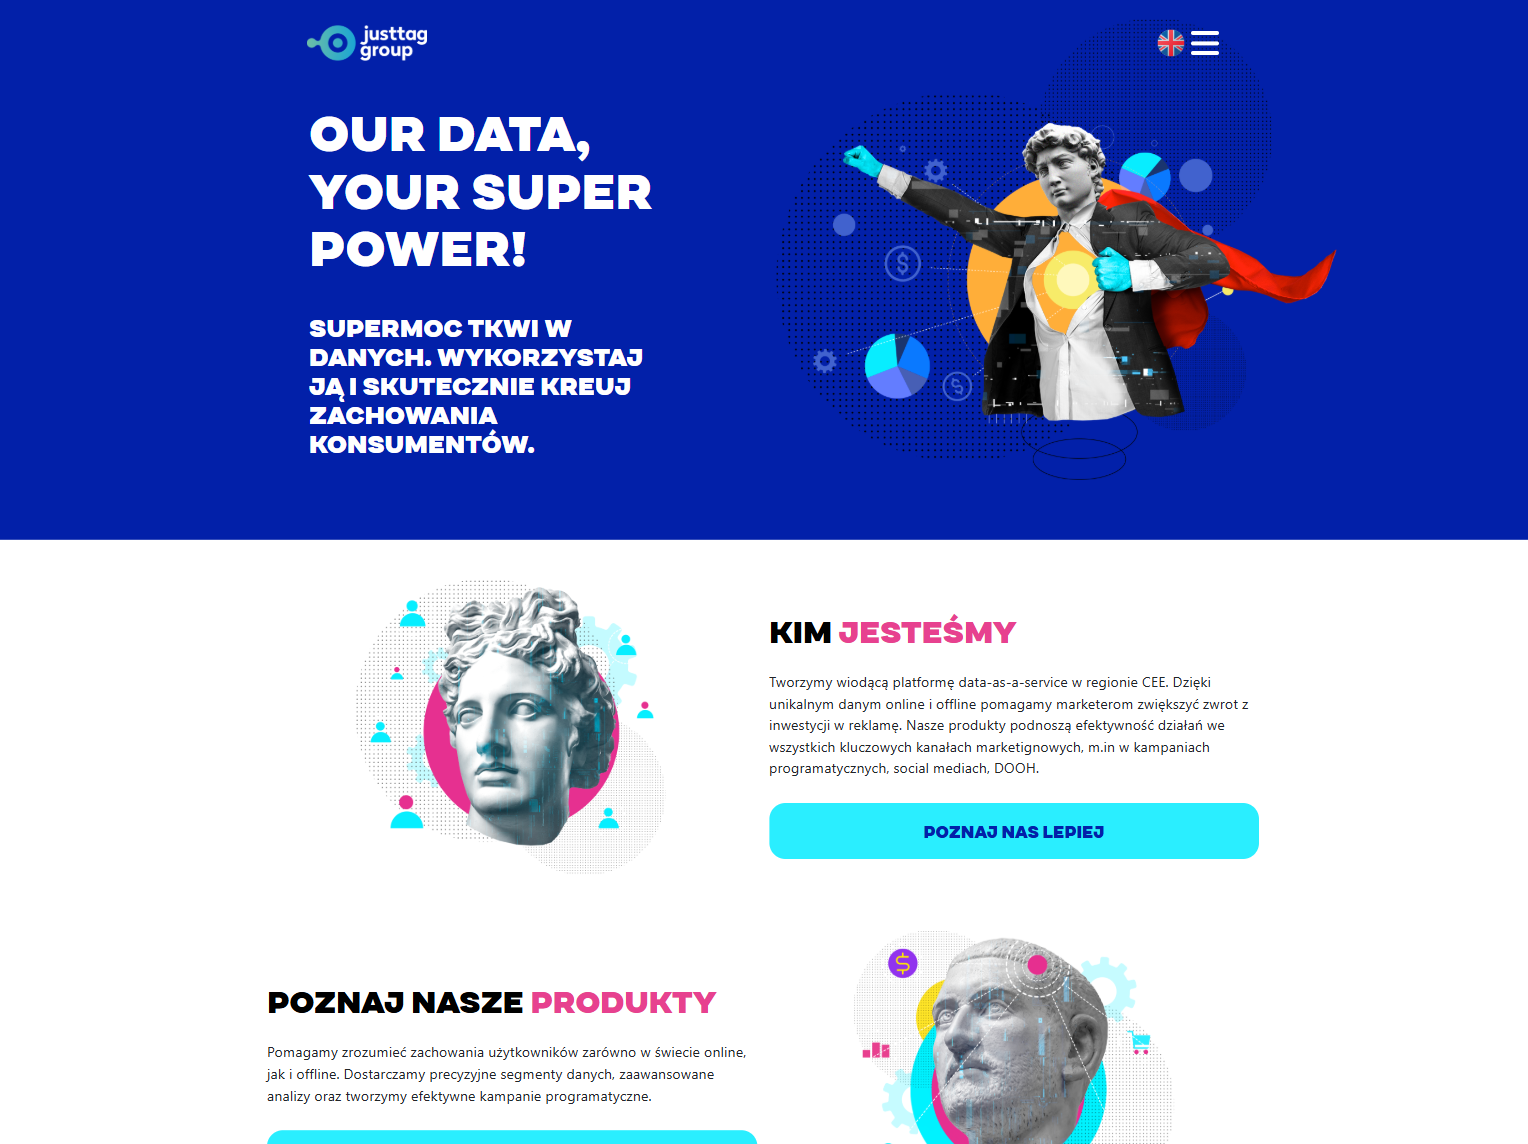 justtag
group
OUR DATA,
YOUR SUPER
POWER!
SUPERMOC TKWI W
DANYCH. WYKORZYSTAJ
JĄ I SKUTECZNIE KREUJ
ZACHOWANIA
KONSUMENTÓW.
KIM JESTEŚMY
Tworzymy wiodącą platformę data-as-a-service w regionie CEE. Dzięki
unikalnym danym online i offline pomagamy marketerom zwiększyć zwrot z
inwestycji w reklamę. Nasze produkty podnoszą efektywność działań we
wszystkich kluczowych kanałach marketignowych, m.in w kampaniach
programatycznych, social mediach, DOOH.
POZNAJ NAS LEPIEJ
POZNAJ NASZE PRODUKTY
Pomagamy zrozumieć zachowania użytkowników zarówno w świecie online,
jak i offline. Dostarczamy precyzyjne segmenty danych, zaawansowane
analizy oraz tworzymy efektywne kampanie programatyczne.